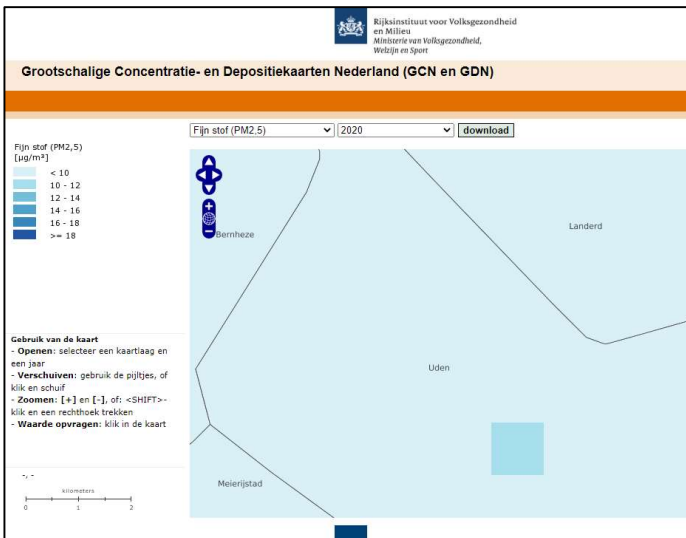 Rijksinstituut voor Volksgezondheid
en Milieu
Ministerie van Volksgezondheid,
Welzijn en Sport
Grootschalige Concentratie- en Depositiekaarten Nederland (GCN en GDN)
Fijn stof (PM2,5)
2020
download
Fijn stof (PM2,5)
[µg/m³]
< 10
10 - 12
12 - 14
14 - 16
16 - 18
>= 18
Bernheze
Landerd
Uden
Meierijstad
Gebruik van de kaart
- Openen: selecteer een kaartlaag en
een jaar
- Verschuiven: gebruik de pijltjes, of
klik en schuif
- Zoomen: [+] en [-], of: <SHIFT>-
klik en een rechthoek trekken
- Waarde opvragen: klik in de kaart
-, -
kilometers
0 1 2